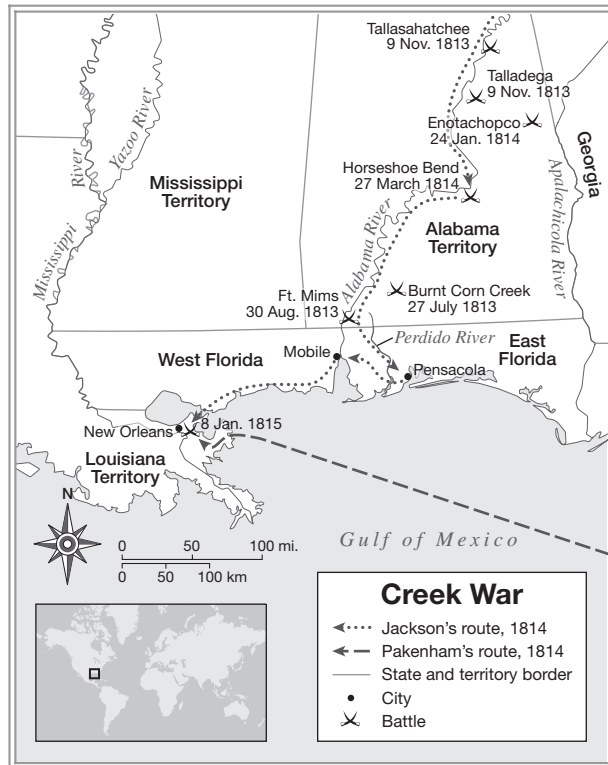 Tallasahatchee
9 Nov. 1813
Talladega
9 Nov. 1813
Enotachopco
24 Jan. 1814
Georgia
Yazoo River
River
Mississippi
Mississippi
Territory
Horseshoe Bend
27 March 1814
Apalachicola River
Alabama River
Alabama
Territory
Ft. Mims
30 Aug. 1813
Burnt Corn Creek
27 July 1813
Perdido River
West Florida
Mobile
East
Florida
Pensacola
8 Jan. 1815
New Orleans
Louisiana
Territory
N
0 50 100 mi.
0 50 100 km
Gulf of Mexico
Creek War
Jackson's route, 1814
Pakenham's route, 1814
State and territory border
City
Battle